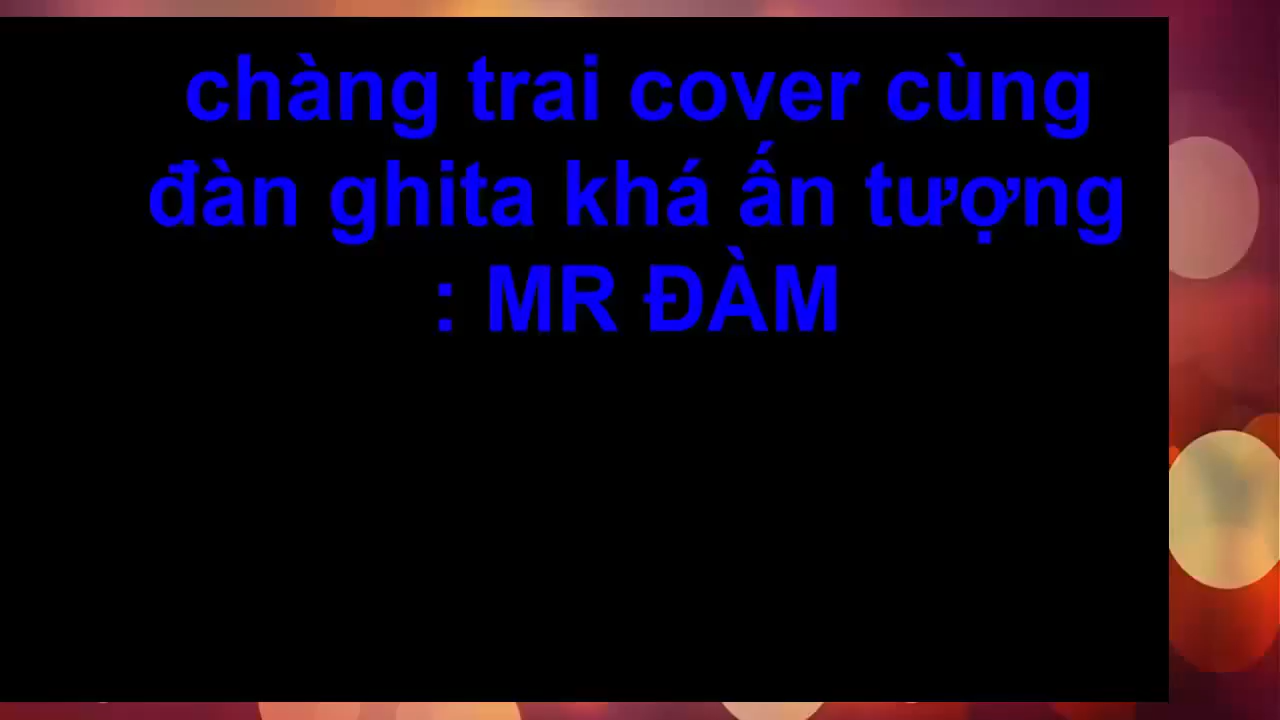 chàng trai cover cùng
đàn ghita khá ấn tượng
: MR ĐÀM